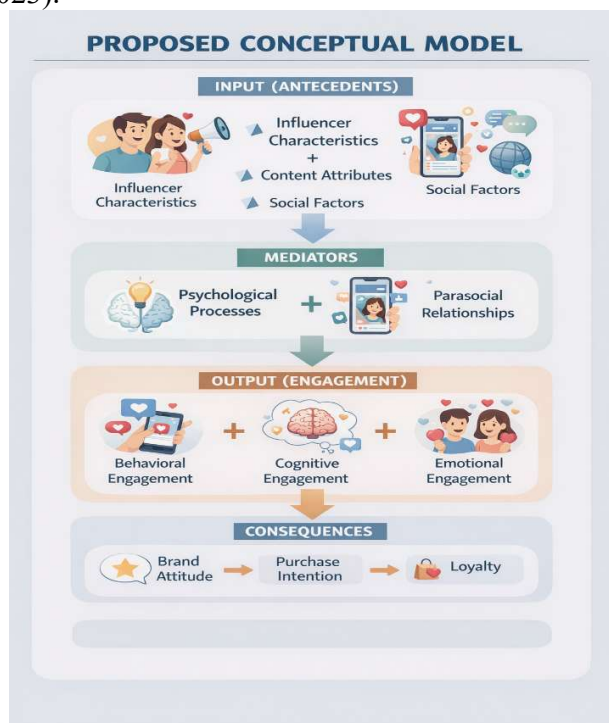 023).
PROPOSED CONCEPTUAL MODEL
INPUT (ANTECEDENTS)
Influencer
Characteristics
Influencer
Characteristics
+
Content Attributes
Social Factors
Social Factors
MEDIATORS
Psychological
Processes
+
Parasocial
Relationships
OUTPUT (ENGAGEMENT)
Behavioral
Engagement
+
Cognitive
Engagement
+
Emotional
Engagement
CONSEQUENCES
Brand
Attitude
Purchase
Intention
Loyalty